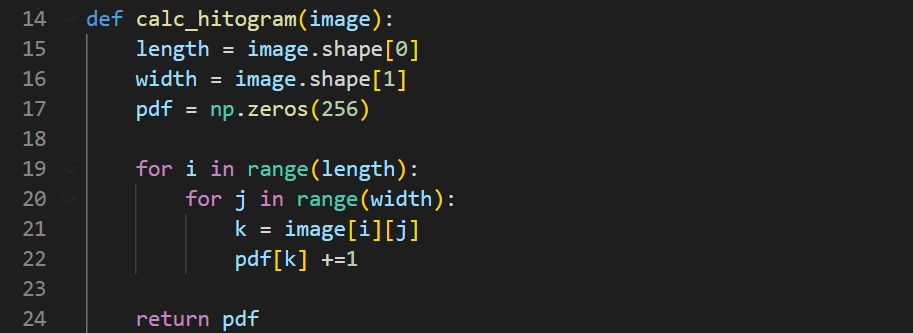 14 def calc_hitogram(image):
15     length = image.shape[0]
16     width = image.shape[1]
17     pdf = np.zeros(256)
18
19     for i in range(length):
20         for j in range(width):
21             k = image[i][j]
22             pdf[k] +=1
23
24     return pdf